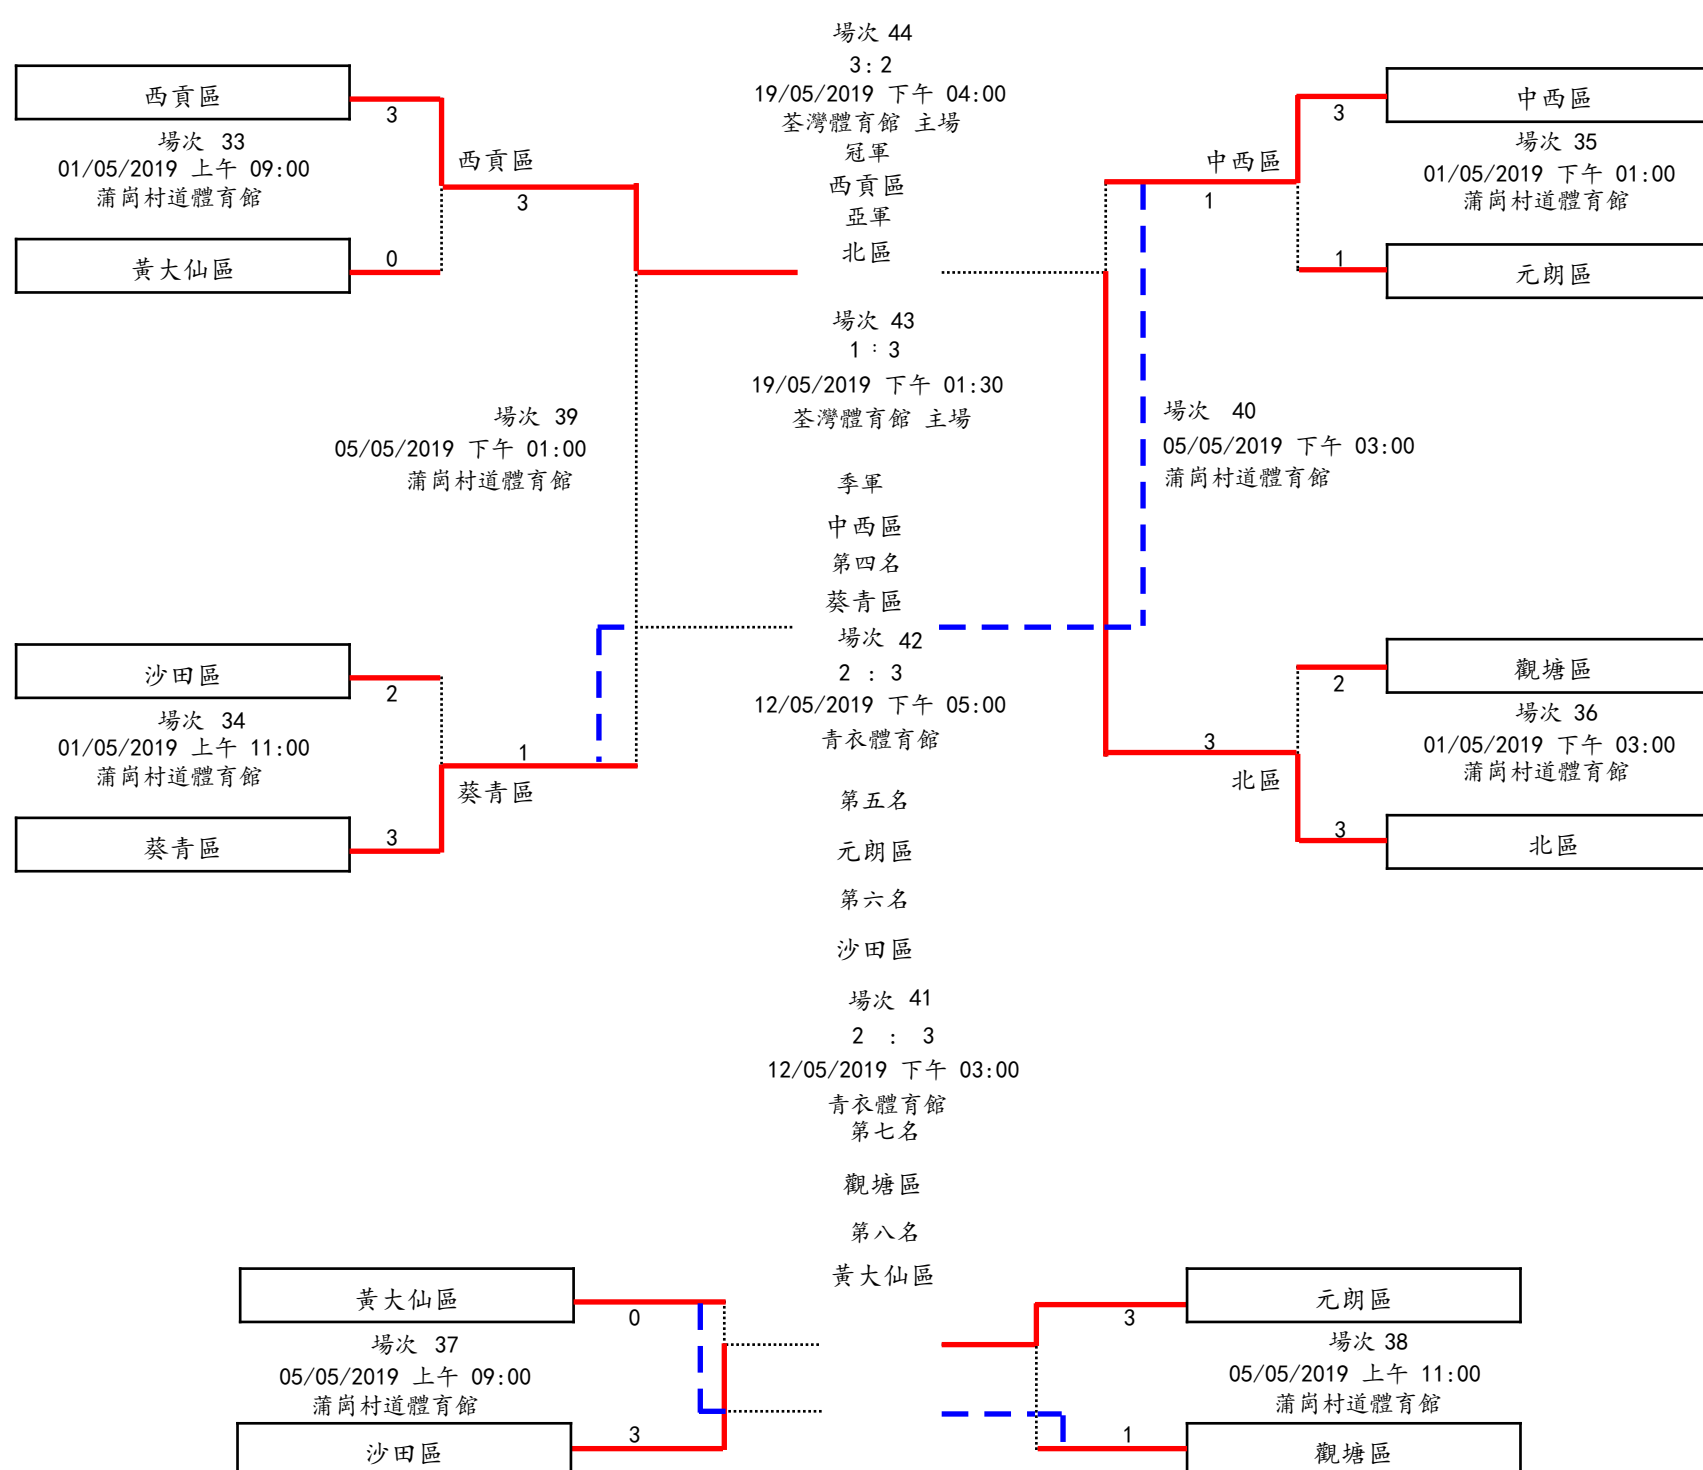 場次 44
3:2
19/05/2019 下午 04:00
荃灣體育館 主場
冠軍
西貢區
亞軍
北區
西貢區
3
場次 33
01/05/2019 上午 09:00
蒲崗村道體育館
黃大仙區
0
西貢區
3
中西區
3
場次 35
01/05/2019 下午 01:00
蒲崗村道體育館
元朗區
1
中西區
1
場次 43
1 : 3
19/05/2019 下午 01:30
荃灣體育館 主場
場次 39
05/05/2019 下午 01:00
蒲崗村道體育館
場次 40
05/05/2019 下午 03:00
蒲崗村道體育館
季軍
中西區
第四名
葵青區
場次 42
2 : 3
12/05/2019 下午 05:00
青衣體育館
沙田區
2
場次 34
01/05/2019 上午 11:00
蒲崗村道體育館
葵青區
3
1
葵青區
觀塘區
2
場次 36
01/05/2019 下午 03:00
蒲崗村道體育館
北區
3
3
北區
第五名
元朗區
第六名
沙田區
場次 41
2 : 3
12/05/2019 下午 03:00
青衣體育館
第七名
觀塘區
第八名
黃大仙區
黃大仙區
0
場次 37
05/05/2019 上午 09:00
蒲崗村道體育館
沙田區
3
元朗區
3
場次 38
05/05/2019 上午 11:00
蒲崗村道體育館
觀塘區
1